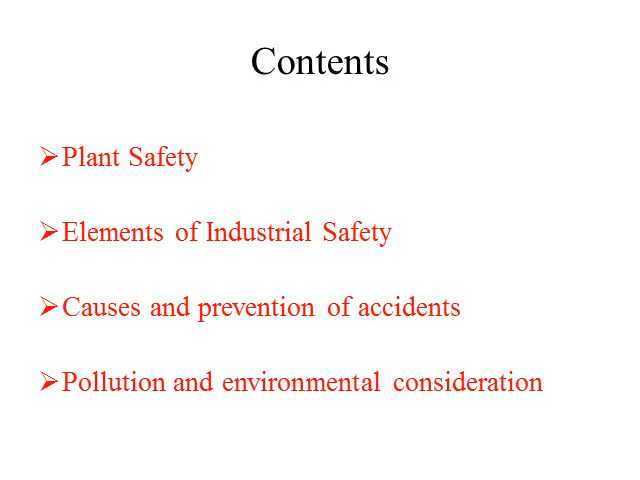 Contents
➢Plant Safety
➢Elements of Industrial Safety
➢Causes and prevention of accidents
➢Pollution and environmental consideration